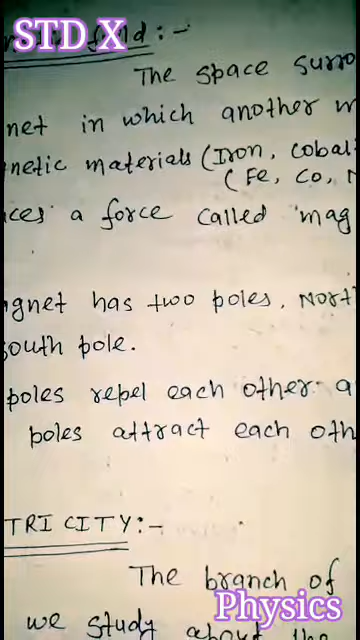 STD X
:-
The space surro
net in which another m
netic materials (Iron, cobal
(Fe, Co, N
ces a force called 'mag
gnet has two poles. Nort
south pole.
poles repel each other. a
poles attract each oth
TRICITY:-
The branch of
Physics
we study about the